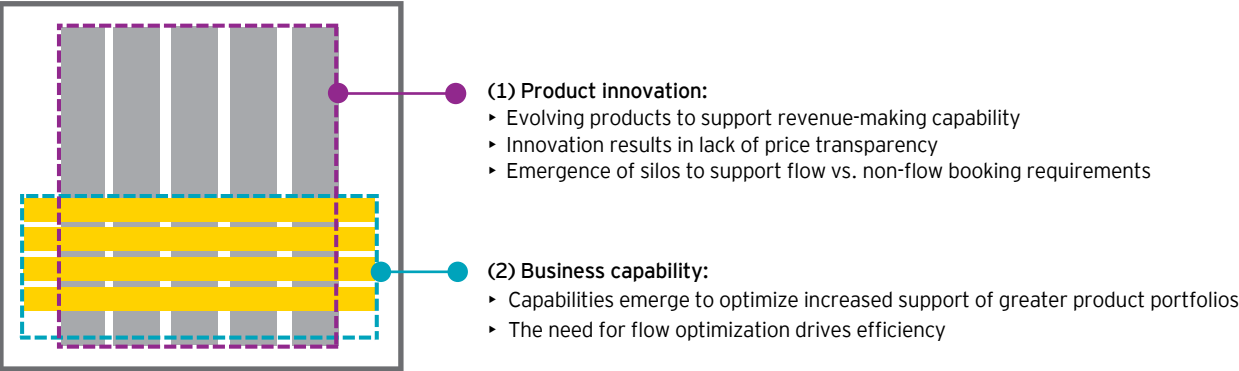 (1) Product innovation:
‣ Evolving products to support revenue-making capability
‣ Innovation results in lack of price transparency
‣ Emergence of silos to support flow vs. non-flow booking requirements
(2) Business capability:
‣ Capabilities emerge to optimize increased support of greater product portfolios
‣ The need for flow optimization drives efficiency